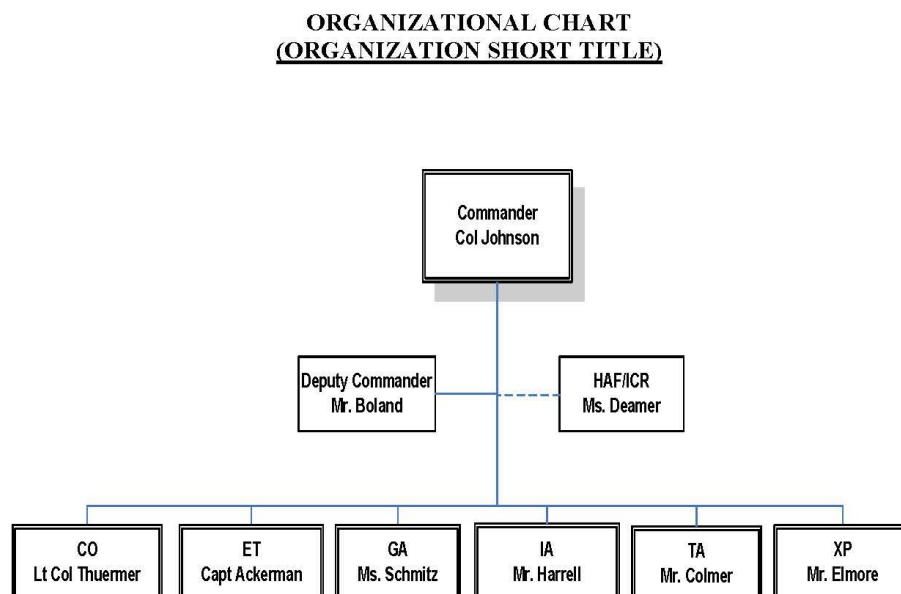 ORGANIZATIONAL CHART
(ORGANIZATION SHORT TITLE)
Commander
Col Johnson
Deputy Commander
Mr. Boland
HAF/ICR
Ms. Deamer
CO
Lt Col Thuermer
ET
Capt Ackerman
GA
Ms. Schmitz
IA
Mr. Harrell
TA
Mr. Colmer
XP
Mr. Elmore